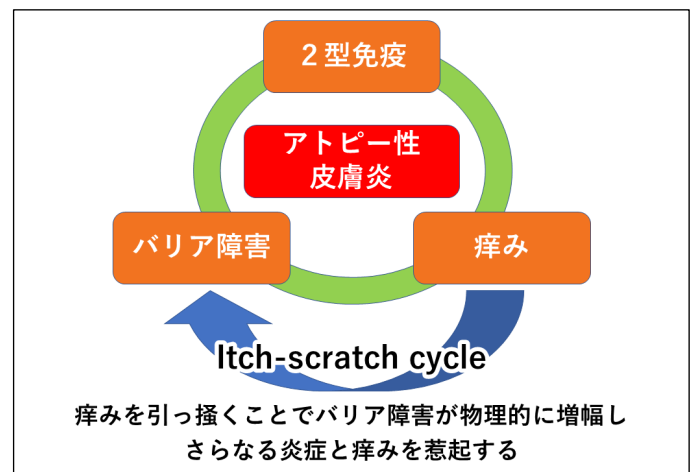 ２型免疫
アトピー性
皮膚炎
バリア障害
痒み
Itch-scratch cycle
痒みを引っ掻くことでバリア障害が物理的に増幅し
さらなる炎症と痒みを惹起する